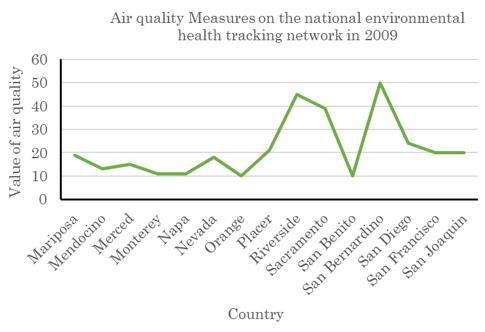 Air quality Measures on the national environmental
health tracking network in 2009
Value of air quality
60
50
40
30
20
10
0
Mariposa
Mendocino
Merced
Monterey
Napa
Nevada
Orange
Placer
Riverside
Sacramento
San Benito
San Bernardino
San Diego
San Francisco
San Joaquin
Country